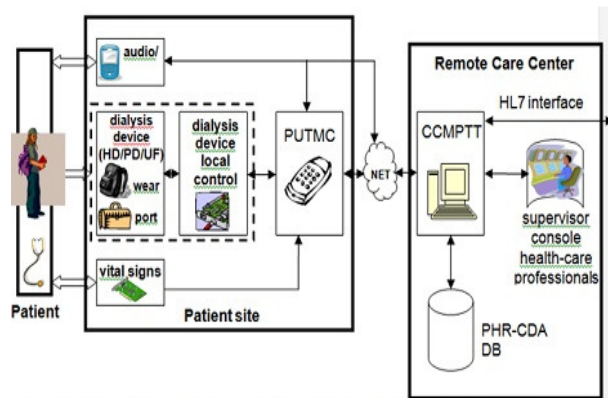 audio/
dialysis
device
(HD/PD/UF)
wear
port
dialysis
device
local
control
PUTMC
vital signs
Patient
Patient site
NET
Remote Care Center
HL7 interface
CCMPTT
supervisor
console
health-care
professionals
PHR-CDA
DB